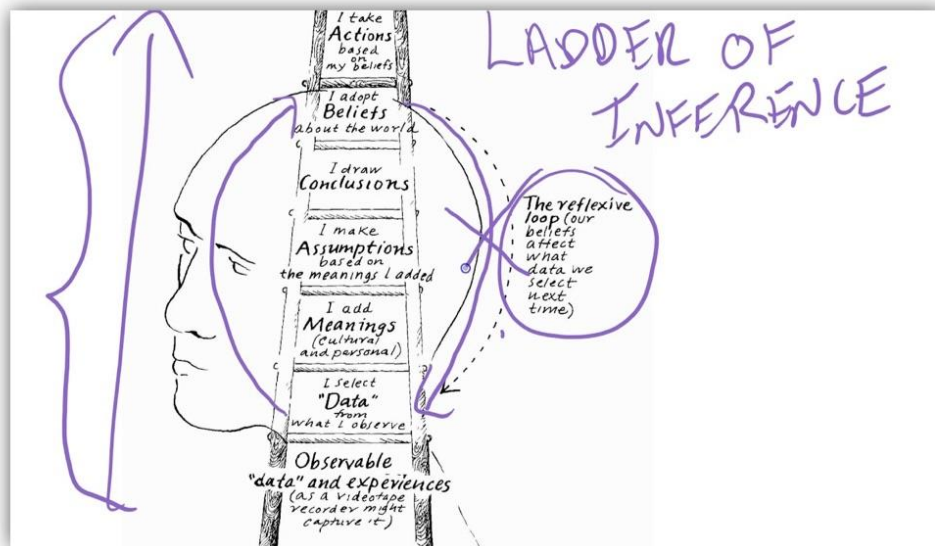 LADDER OF
INFERENCE
I take
Actions
based
on
my beliefs
I adopt
Beliefs
about the world
I draw
Conclusions
I make
Assumptions
based on
the meanings I added
I add
Meanings
(cultural
and personal)
I select
"Data"
from
what I observe
Observable
"data" and experiences
(as a videotape
recorder might
capture it)
The reflexive
loop (our
beliefs
affect
what
data we
select
next
time)